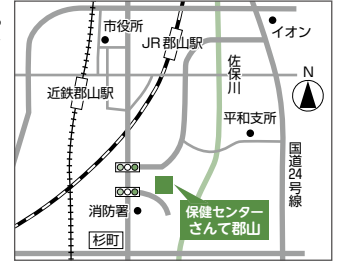 市役所
イオン
JR郡山駅
佐保川
N
近鉄郡山駅
平和支所
国道24号線
消防署
保健センター
さんて郡山
杉町